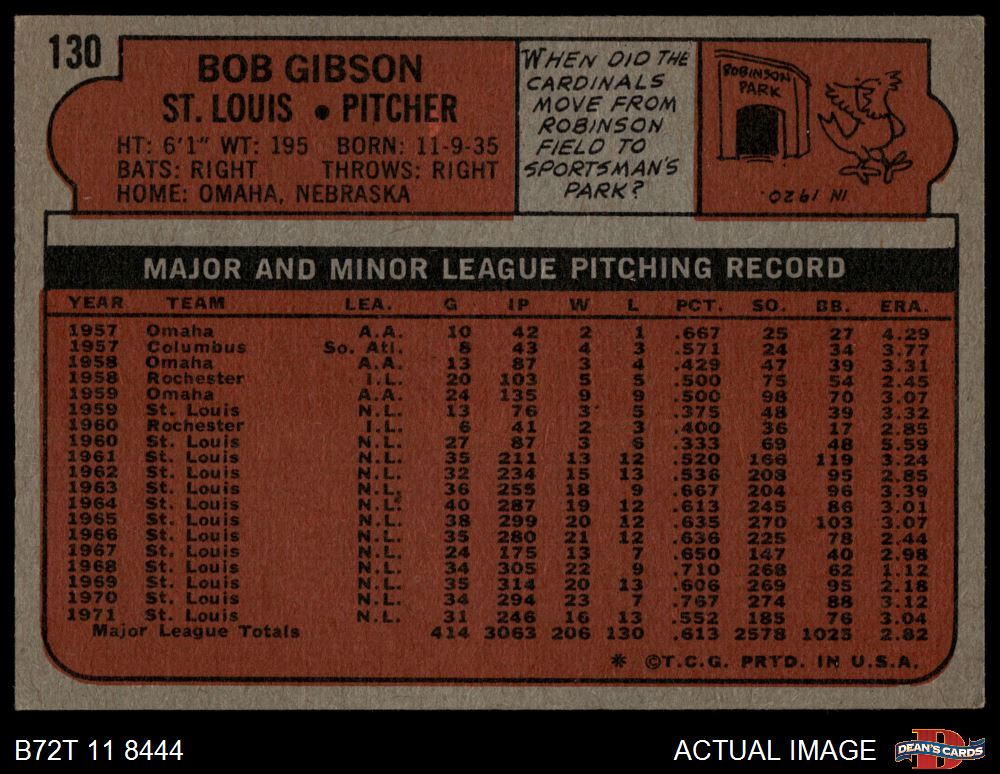 130
BOB GIBSON
ST. LOUIS • PITCHER
HT: 6'1" WT: 195 BORN: 11-9-35
BATS: RIGHT THROWS: RIGHT
HOME: OMAHA, NEBRASKA
WHEN DID THE
CARDINALS
MOVE FROM
ROBINSON
FIELD TO
SPORTSMAN'S
PARK?
ROBINSON
PARK
IN 1920.
MAJOR AND MINOR LEAGUE PITCHING RECORD
YEAR TEAM LEA. G IP W L PCT. SO. BB. ERA.
1957 Omaha A.A. 10 42 2 1 .667 25 27 4.29
1957 Columbus So. Atl. 8 43 4 3 .571 24 34 3.77
1958 Omaha A.A. 13 87 3 4 .429 47 39 3.31
1958 Rochester I.L. 20 103 5 5 .500 75 54 2.45
1959 Omaha A.A. 24 135 9 9 .500 98 70 3.07
1959 St. Louis N.L. 13 76 3 5 .375 48 39 3.32
1960 Rochester I.L. 6 41 2 3 .400 36 17 2.85
1960 St. Louis N.L. 27 87 3 6 .333 69 48 5.59
1961 St. Louis N.L. 35 211 13 12 .520 166 119 3.24
1962 St. Louis N.L. 32 234 15 13 .536 208 95 2.85
1963 St. Louis N.L. 36 255 18 9 .667 204 96 3.39
1964 St. Louis N.L. 40 287 19 12 .613 245 86 3.01
1965 St. Louis N.L. 38 299 20 12 .635 270 103 3.07
1966 St. Louis N.L. 35 280 21 12 .636 225 78 2.44
1967 St. Louis N.L. 24 175 13 7 .650 147 40 2.98
1968 St. Louis N.L. 34 305 22 9 .710 268 62 1.12
1969 St. Louis N.L. 35 314 20 13 .606 269 95 2.18
1970 St. Louis N.L. 34 294 23 7 .767 274 88 3.12
1971 St. Louis N.L. 31 246 16 13 .552 185 76 3.04
Major League Totals 414 3063 206 130 .613 2578 1025 2.82
* ©T.C.G. PRTD. IN U.S.A.
B72T 11 8444
ACTUAL IMAGE
D
DEAN'S CARDS